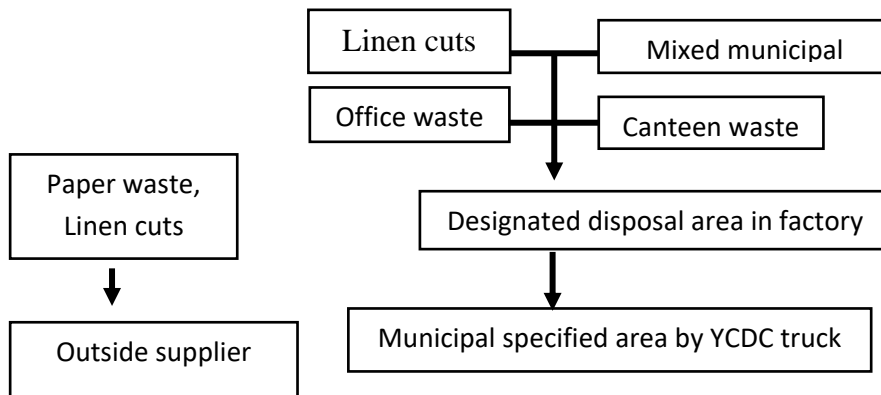 Linen cuts
Mixed municipal
Office waste
Canteen waste
Paper waste,
Linen cuts
Designated disposal area in factory
Outside supplier
Municipal specified area by YCDC truck